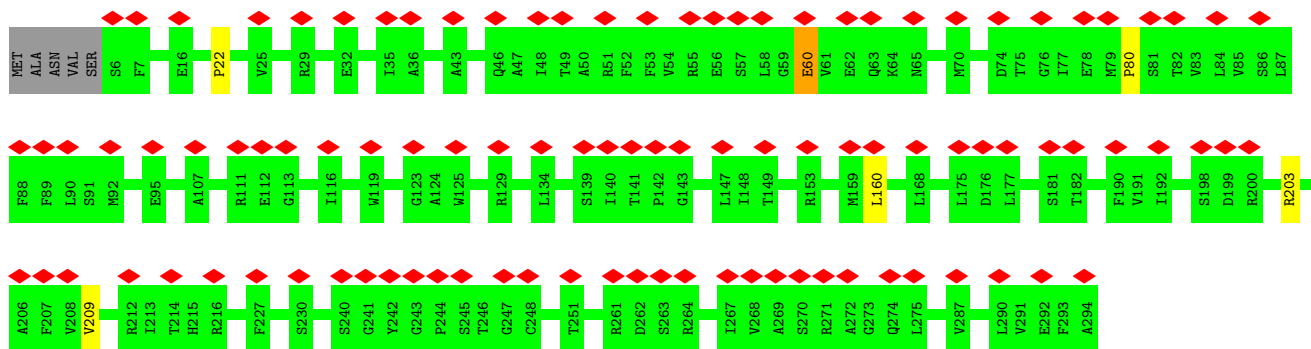 MET ALA ASN VAL SER S6 F7 E16 P22 V25 R29 E32 I35 A36 A43 Q46 A47 I48 T49 A50 R51 F52 F53 V54 R55 E56 S57 L58 G59 E60 V61 E62 Q63 K64 N65 M70 D74 T75 G76 I77 E78 M79 P80 S81 T82 V83 L84 V85 S86 L87
F88 F89 L90 S91 M92 E95 A107 R111 E112 G113 I116 W119 G123 A124 W125 R129 L134 S139 I140 T141 P142 G143 L147 I148 T149 R153 M159 L160 L168 L175 D176 L177 S181 T182 F190 V191 I192 S198 D199 R200 R203
A206 F207 V208 V209 R212 I213 T214 H215 R216 F227 S230 S240 G241 Y242 G243 P244 S245 T246 G247 C248 T251 R261 D262 S263 R264 I267 V268 A269 S270 R271 A272 G273 Q274 L275 V287 L290 V291 E292 F293 A294